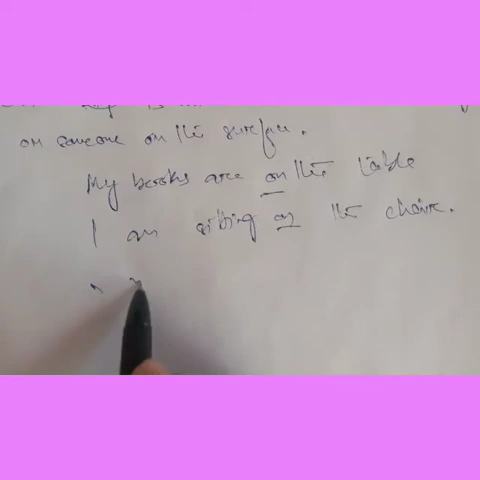 on someone on the surface.
My books are on the table
I am sitting on the chair.